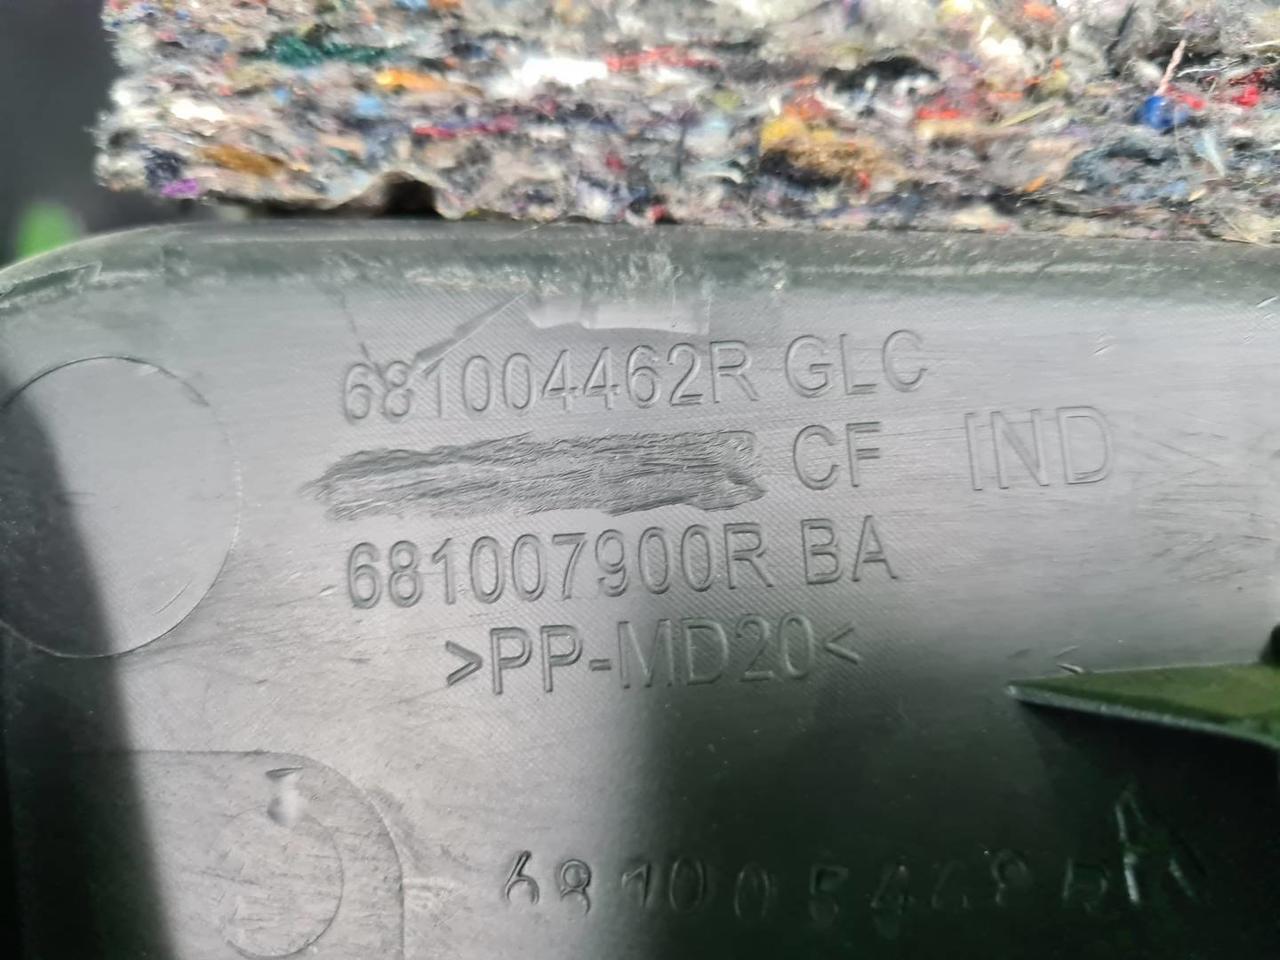 681004462R GLC
CF IND
681007900R BA
>PP-MD20<